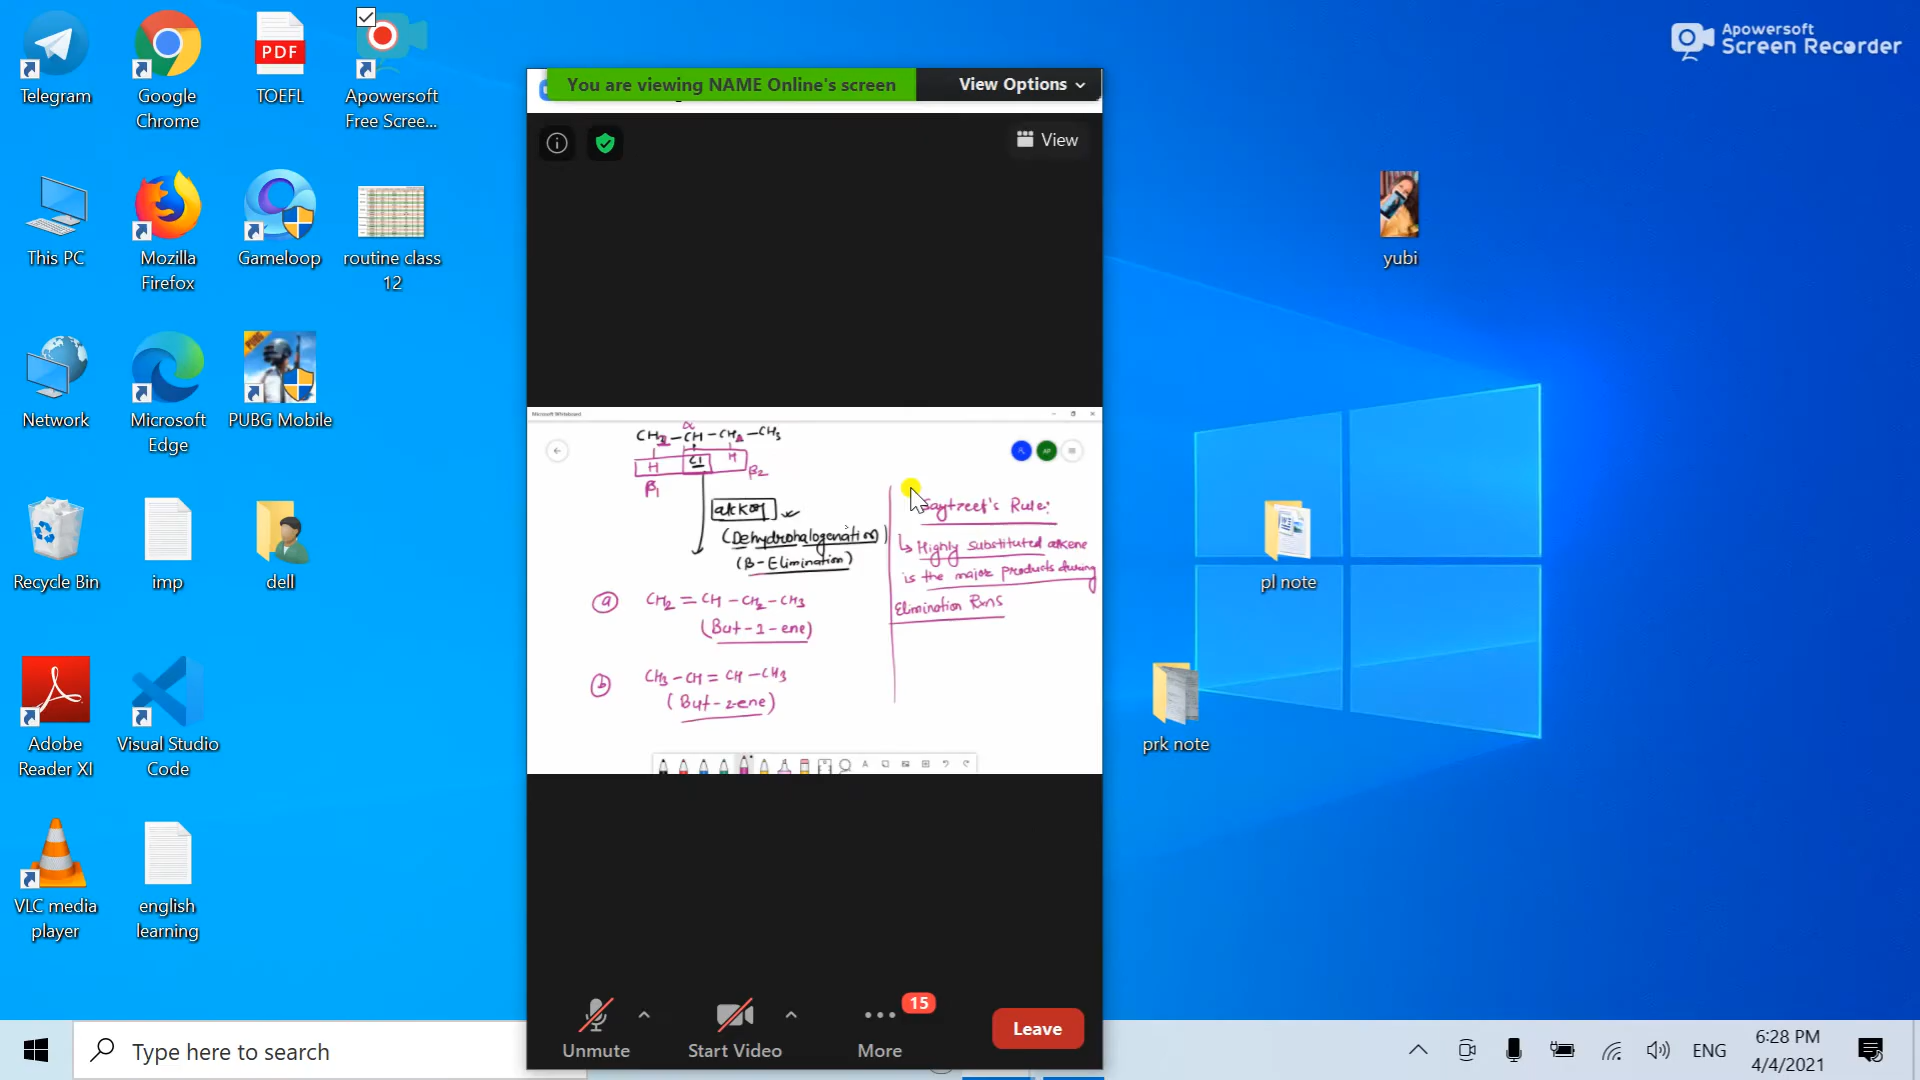 Telegram
Google
Chrome
PDF
TOEFL
Apowersoft
Free Scree...
Apowersoft
Screen Recorder
You are viewing NAME Online's screen
View Options
View
This PC
Mozilla
Firefox
Gameloop
routine class
12
yubi
Network
Microsoft
Edge
PUBG Mobile
Microsoft Whiteboard
α
CH2 – CH – CH2 – CH3
H Cl H
β1
β2
alc KOH
(Dehydrohalogenation)
(β-Elimination)
ⓐ CH2 = CH – CH2 – CH3
(But-1-ene)
ⓑ CH3 – CH = CH – CH3
(But-2-ene)
Saytzeff's Rule:
↳ Highly substituted alkene
is the major products during
Elimination Rxns
AP
Recycle Bin
imp
dell
pl note
prk note
Adobe
Reader XI
Visual Studio
Code
VLC media
player
english
learning
Unmute
Start Video
More
15
Leave
Type here to search
ENG
6:28 PM
4/4/2021